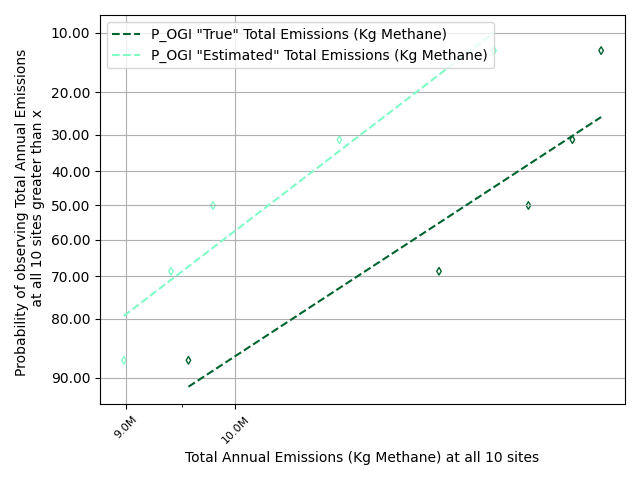 P_OGI "True" Total Emissions (Kg Methane)
P_OGI "Estimated" Total Emissions (Kg Methane)
Probability of observing Total Annual Emissions
at all 10 sites greater than x
10.00
20.00
30.00
40.00
50.00
60.00
70.00
80.00
90.00
9.0M
10.0M
Total Annual Emissions (Kg Methane) at all 10 sites